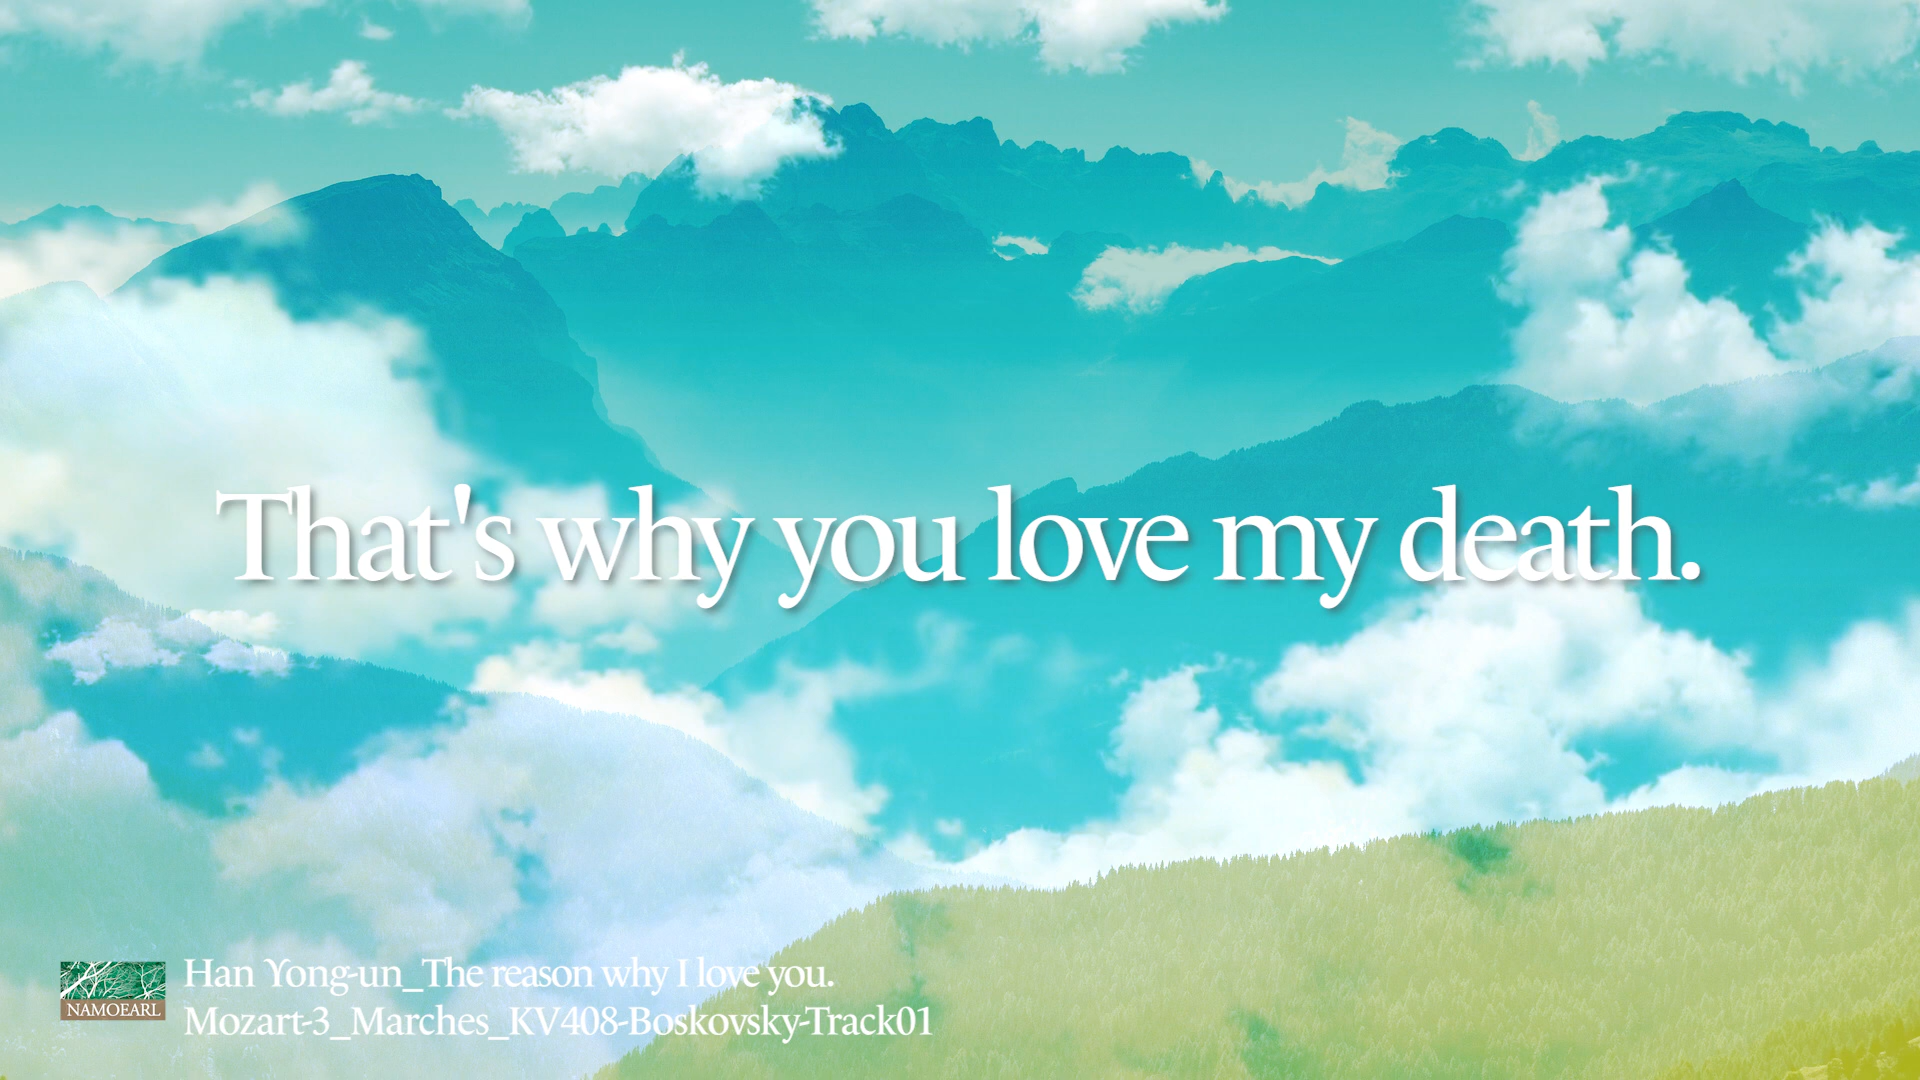 That's why you love my death.
NAMOEARL
Han Yong-un_The reason why I love you.
Mozart-3_Marches_KV408-Boskovsky-Track01